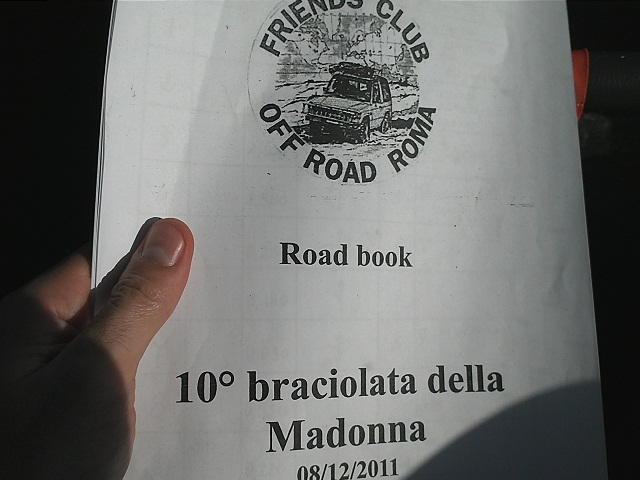 FRIENDS CLUB
OFF ROAD ROMA
Road book
10° braciolata della
Madonna
08/12/2011